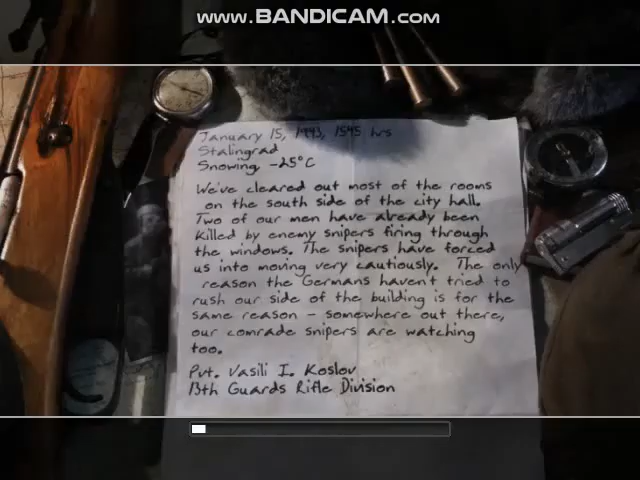 www.BANDICAM.com
January 15, 1943, 1545 hrs
Stalingrad
Snowing, -25°C
We've cleared out most of the rooms
on the south side of the city hall.
Two of our men have already been
killed by enemy snipers firing through
the windows. The snipers have forced
us into moving very cautiously. The only
reason the Germans haven't tried to
rush our side of the building is for the
same reason - somewhere out there,
our comrade snipers are watching
too.
Pvt. Vasili I. Koslov
13th Guards Rifle Division